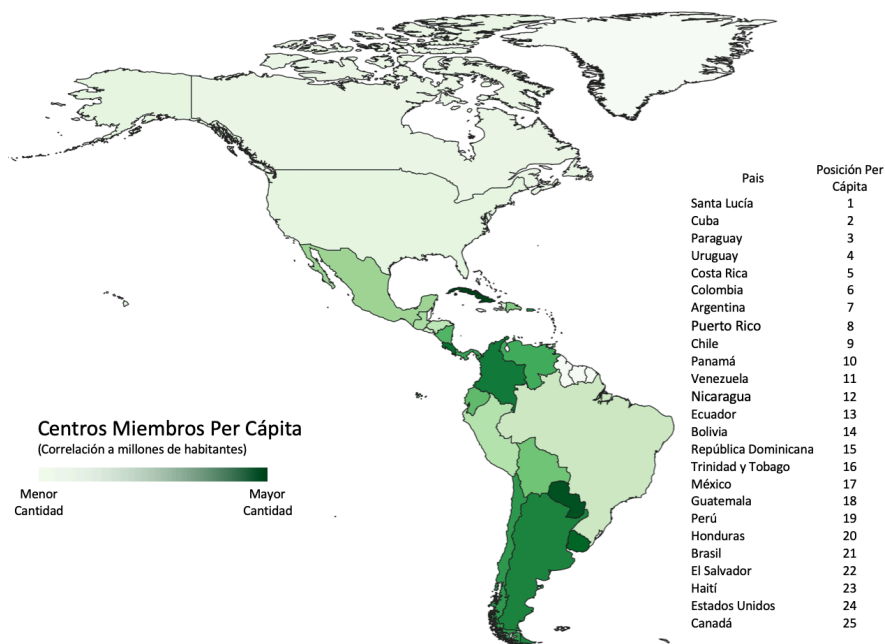 Pais Posición Per
Cápita
Santa Lucía 1
Cuba 2
Paraguay 3
Uruguay 4
Costa Rica 5
Colombia 6
Argentina 7
Puerto Rico 8
Chile 9
Panamá 10
Venezuela 11
Nicaragua 12
Ecuador 13
Bolivia 14
República Dominicana 15
Trinidad y Tobago 16
México 17
Guatemala 18
Perú 19
Honduras 20
Brasil 21
El Salvador 22
Haití 23
Estados Unidos 24
Canadá 25
Centros Miembros Per Cápita
(Correlación a millones de habitantes)
Menor Mayor
Cantidad Cantidad